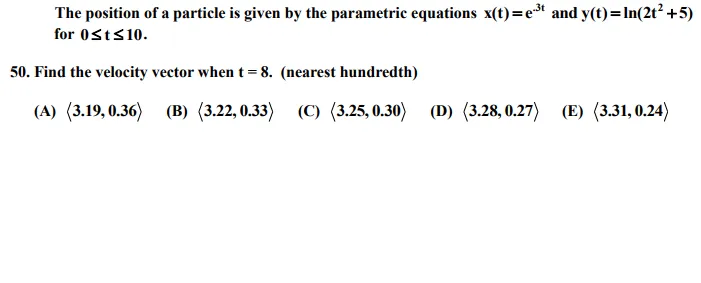 The position of a particle is given by the parametric equations x(t)=e^.3t and y(t)=ln(2t²+5)
for 0≤t≤10.
50. Find the velocity vector when t = 8. (nearest hundredth)
(A) ⟨3.19, 0.36⟩ (B) ⟨3.22, 0.33⟩ (C) ⟨3.25, 0.30⟩ (D) ⟨3.28, 0.27⟩ (E) ⟨3.31, 0.24⟩